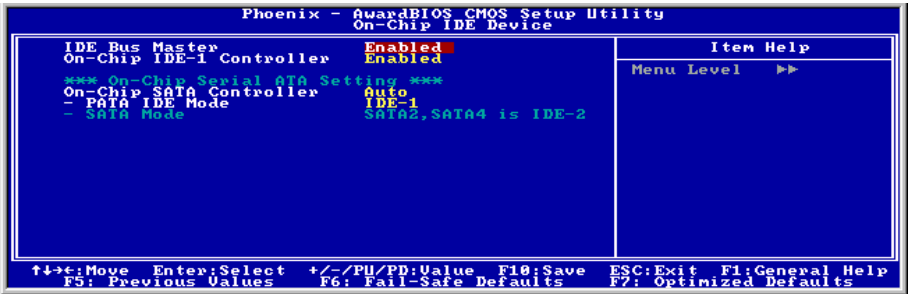 Phoenix - AwardBIOS CMOS Setup Utility
On-Chip IDE Device
IDE Bus Master Enabled
On-Chip IDE-1 Controller Enabled
*** On-Chip Serial ATA Setting ***
On-Chip SATA Controller Auto
- PATA IDE Mode IDE-1
- SATA Mode SATA2,SATA4 is IDE-2
Item Help
Menu Level ▶▶
↑↓→←:Move Enter:Select +/-/PU/PD:Value F10:Save ESC:Exit F1:General Help
F5: Previous Values F6: Fail-Safe Defaults F7: Optimized Defaults